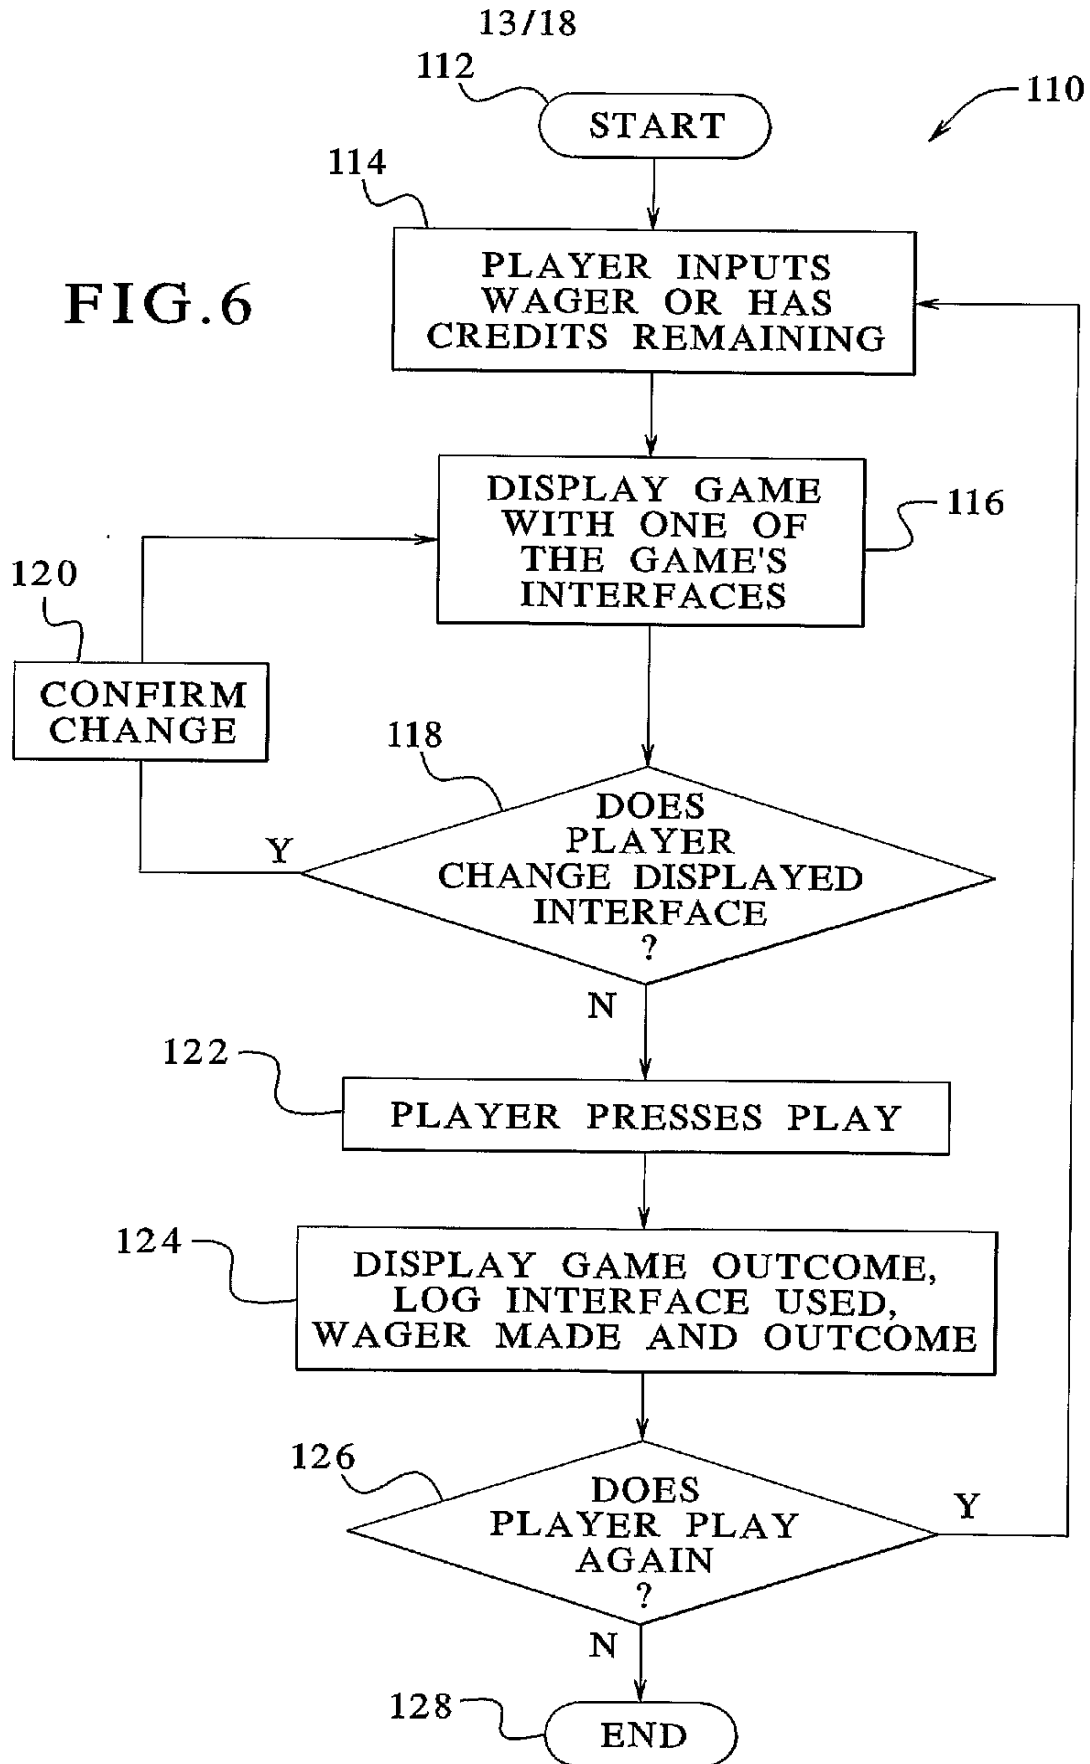 13/18
112
START
110
114
FIG.6
PLAYER INPUTS
WAGER OR HAS
CREDITS REMAINING
DISPLAY GAME
WITH ONE OF
THE GAME'S
INTERFACES
116
120
CONFIRM
CHANGE
118
DOES
PLAYER
CHANGE DISPLAYED
INTERFACE
?
Y
N
122
PLAYER PRESSES PLAY
124
DISPLAY GAME OUTCOME,
LOG INTERFACE USED,
WAGER MADE AND OUTCOME
126
DOES
PLAYER PLAY
AGAIN
?
Y
N
128
END